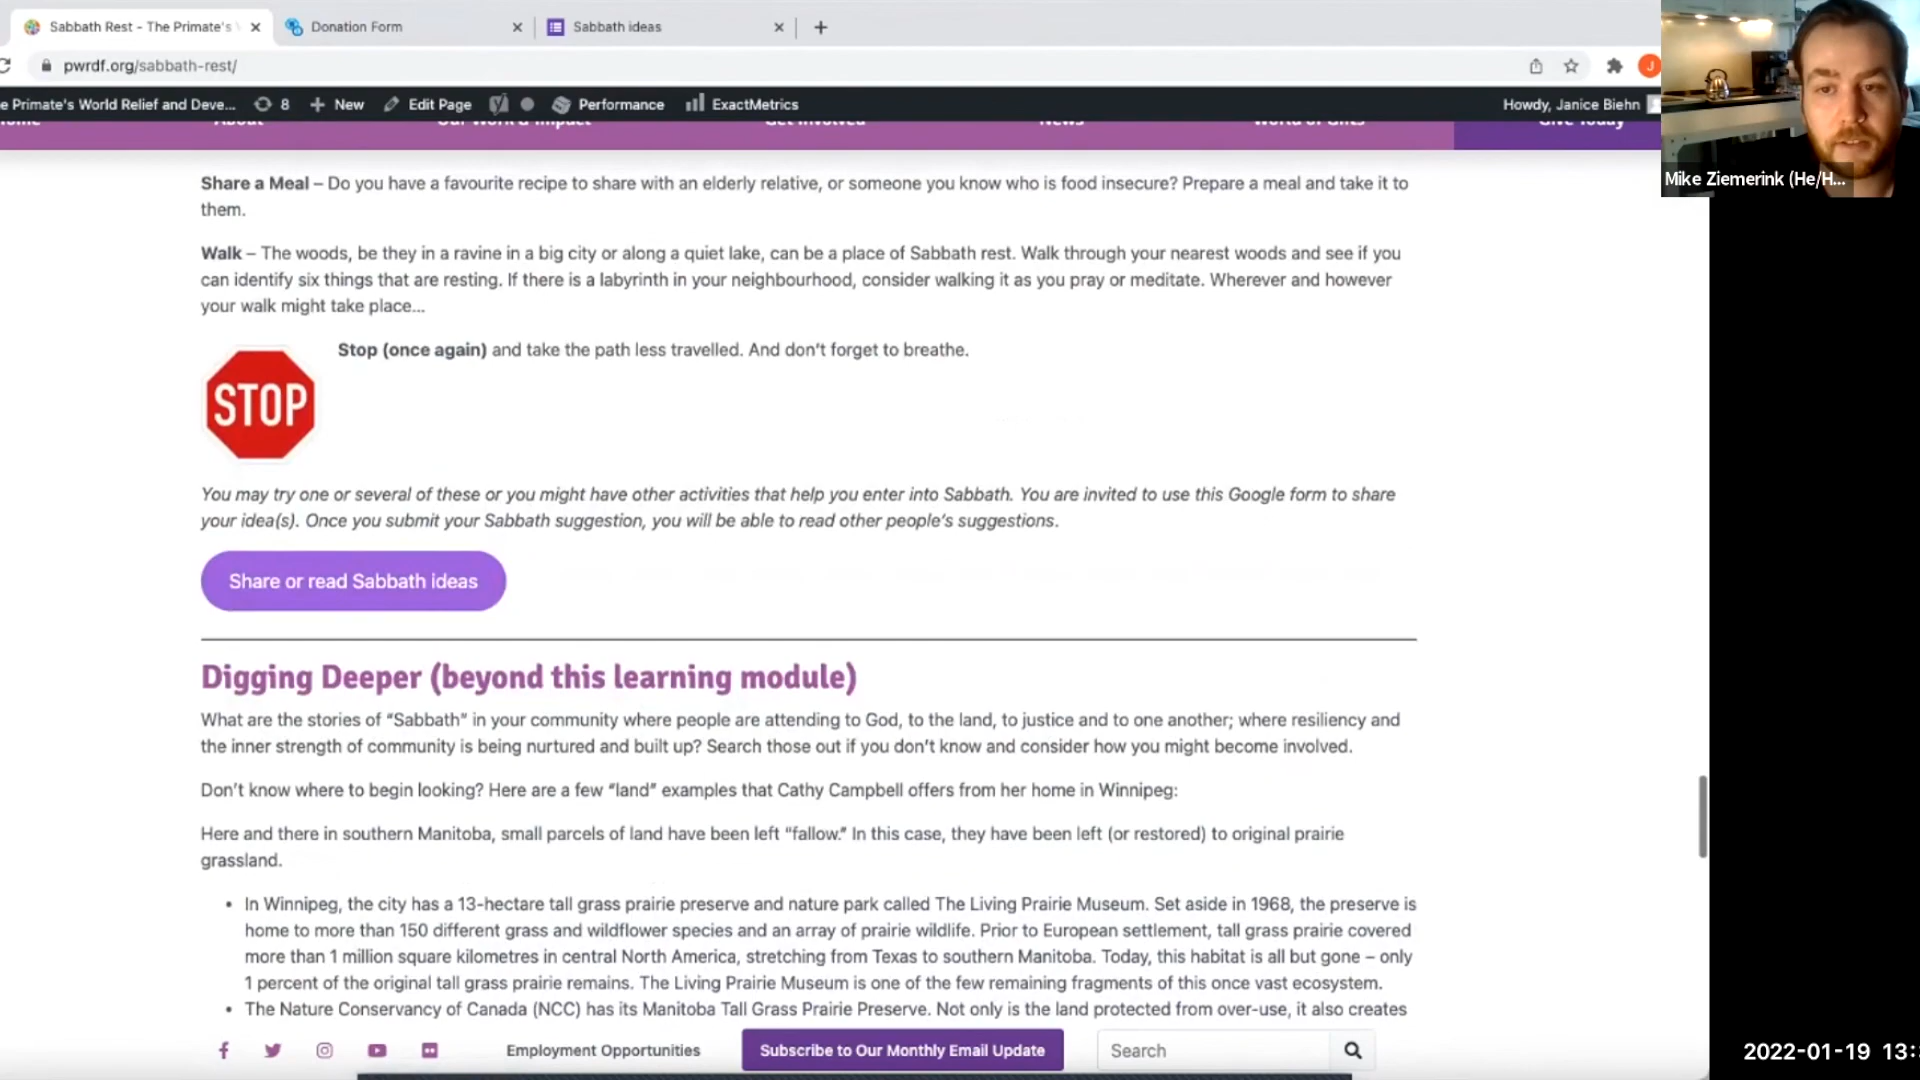 Sabbath Rest - The Primate's
Donation Form
Sabbath ideas
pwrdf.org/sabbath-rest/
J
e Primate's World Relief and Deve...
8
New
Edit Page
Performance
ExactMetrics
Howdy, Janice Biehn
About
Our Work & Impact
Get Involved
News
World of Gifts
Give Today
Mike Ziemerink (He/H...
Share a Meal – Do you have a favourite recipe to share with an elderly relative, or someone you know who is food insecure? Prepare a meal and take it to
them.
Walk – The woods, be they in a ravine in a big city or along a quiet lake, can be a place of Sabbath rest. Walk through your nearest woods and see if you
can identify six things that are resting. If there is a labyrinth in your neighbourhood, consider walking it as you pray or meditate. Wherever and however
your walk might take place...
Stop (once again) and take the path less travelled. And don't forget to breathe.
STOP
You may try one or several of these or you might have other activities that help you enter into Sabbath. You are invited to use this Google form to share
your idea(s). Once you submit your Sabbath suggestion, you will be able to read other people's suggestions.
Share or read Sabbath ideas
Digging Deeper (beyond this learning module)
What are the stories of “Sabbath” in your community where people are attending to God, to the land, to justice and to one another; where resiliency and
the inner strength of community is being nurtured and built up? Search those out if you don't know and consider how you might become involved.
Don't know where to begin looking? Here are a few “land” examples that Cathy Campbell offers from her home in Winnipeg:
Here and there in southern Manitoba, small parcels of land have been left “fallow.” In this case, they have been left (or restored) to original prairie
grassland.
• In Winnipeg, the city has a 13-hectare tall grass prairie preserve and nature park called The Living Prairie Museum. Set aside in 1968, the preserve is
home to more than 150 different grass and wildflower species and an array of prairie wildlife. Prior to European settlement, tall grass prairie covered
more than 1 million square kilometres in central North America, stretching from Texas to southern Manitoba. Today, this habitat is all but gone – only
1 percent of the original tall grass prairie remains. The Living Prairie Museum is one of the few remaining fragments of this once vast ecosystem.
• The Nature Conservancy of Canada (NCC) has its Manitoba Tall Grass Prairie Preserve. Not only is the land protected from over-use, it also creates
Employment Opportunities
Subscribe to Our Monthly Email Update
Search
2022-01-19 13: